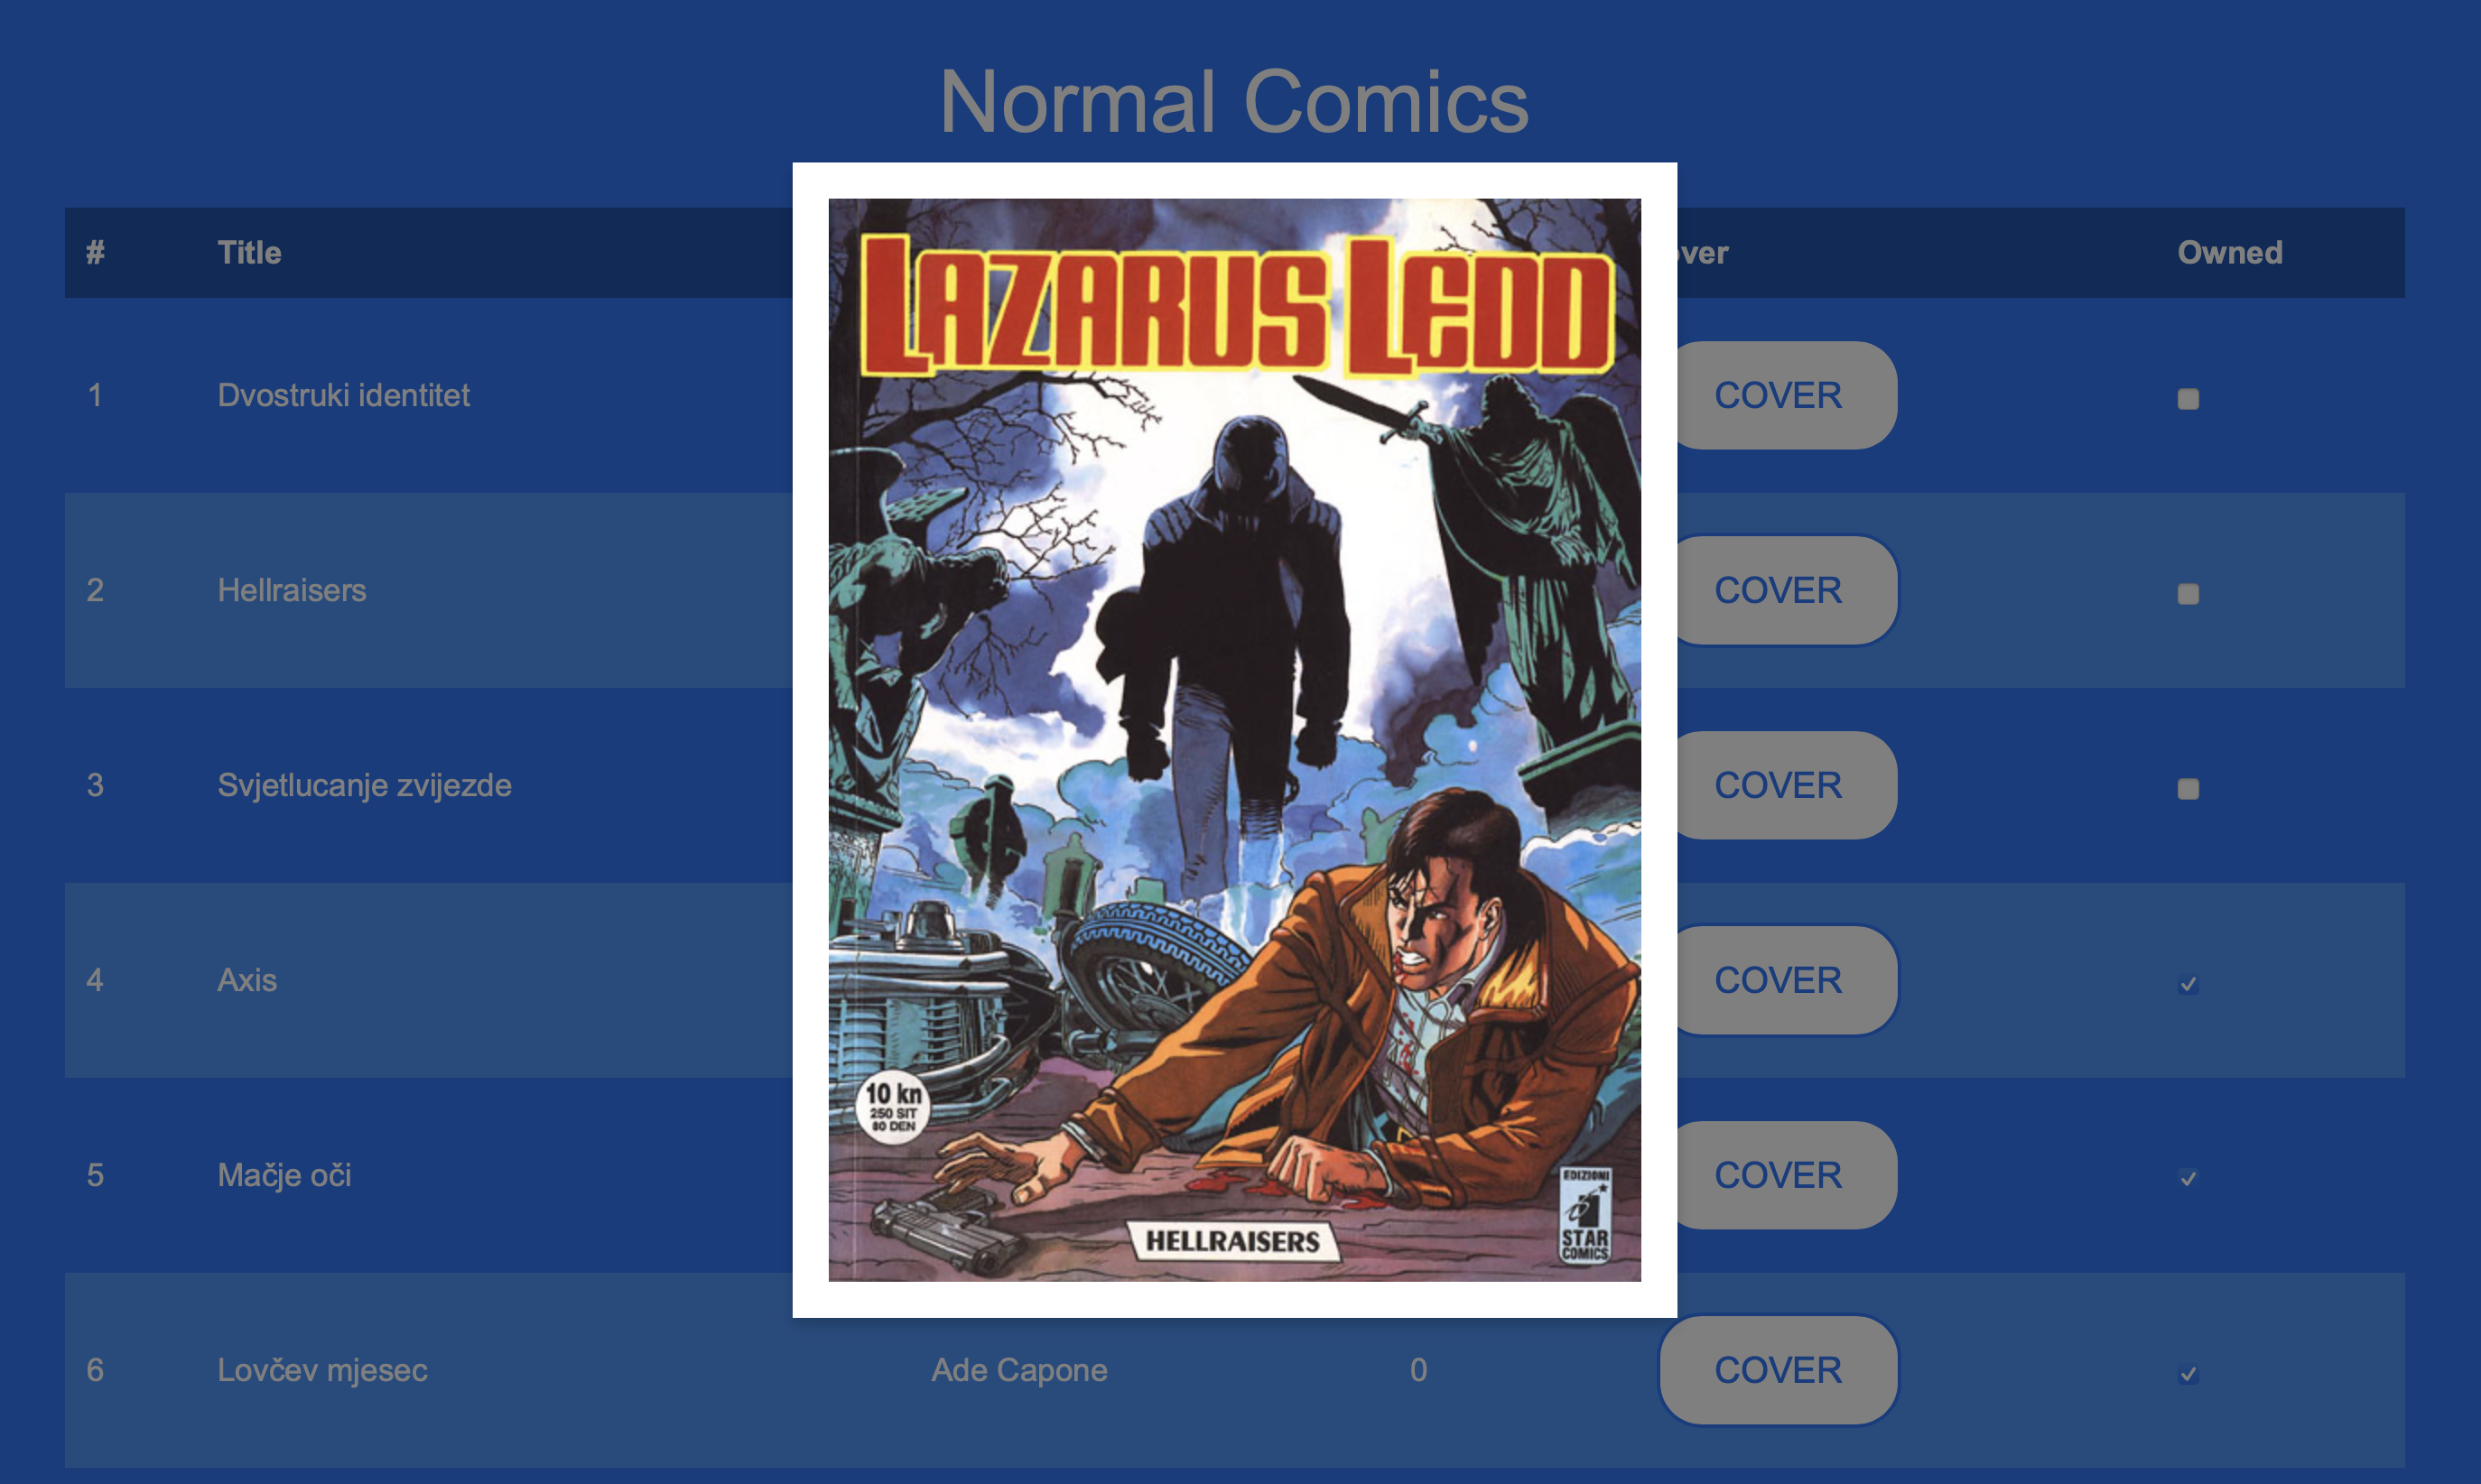 Normal Comics
# Title ver Owned
1 Dvostruki identitet COVER
2 Hellraisers COVER
3 Svjetlucanje zvijezde COVER
4 Axis COVER
5 Mačje oči COVER
6 Lovčev mjesec Ade Capone 0 COVER
LAZARUS LEDD
10 kn
250 SIT
80 DEN
HELLRAISERS
EDIZIONI
STAR
COMICS